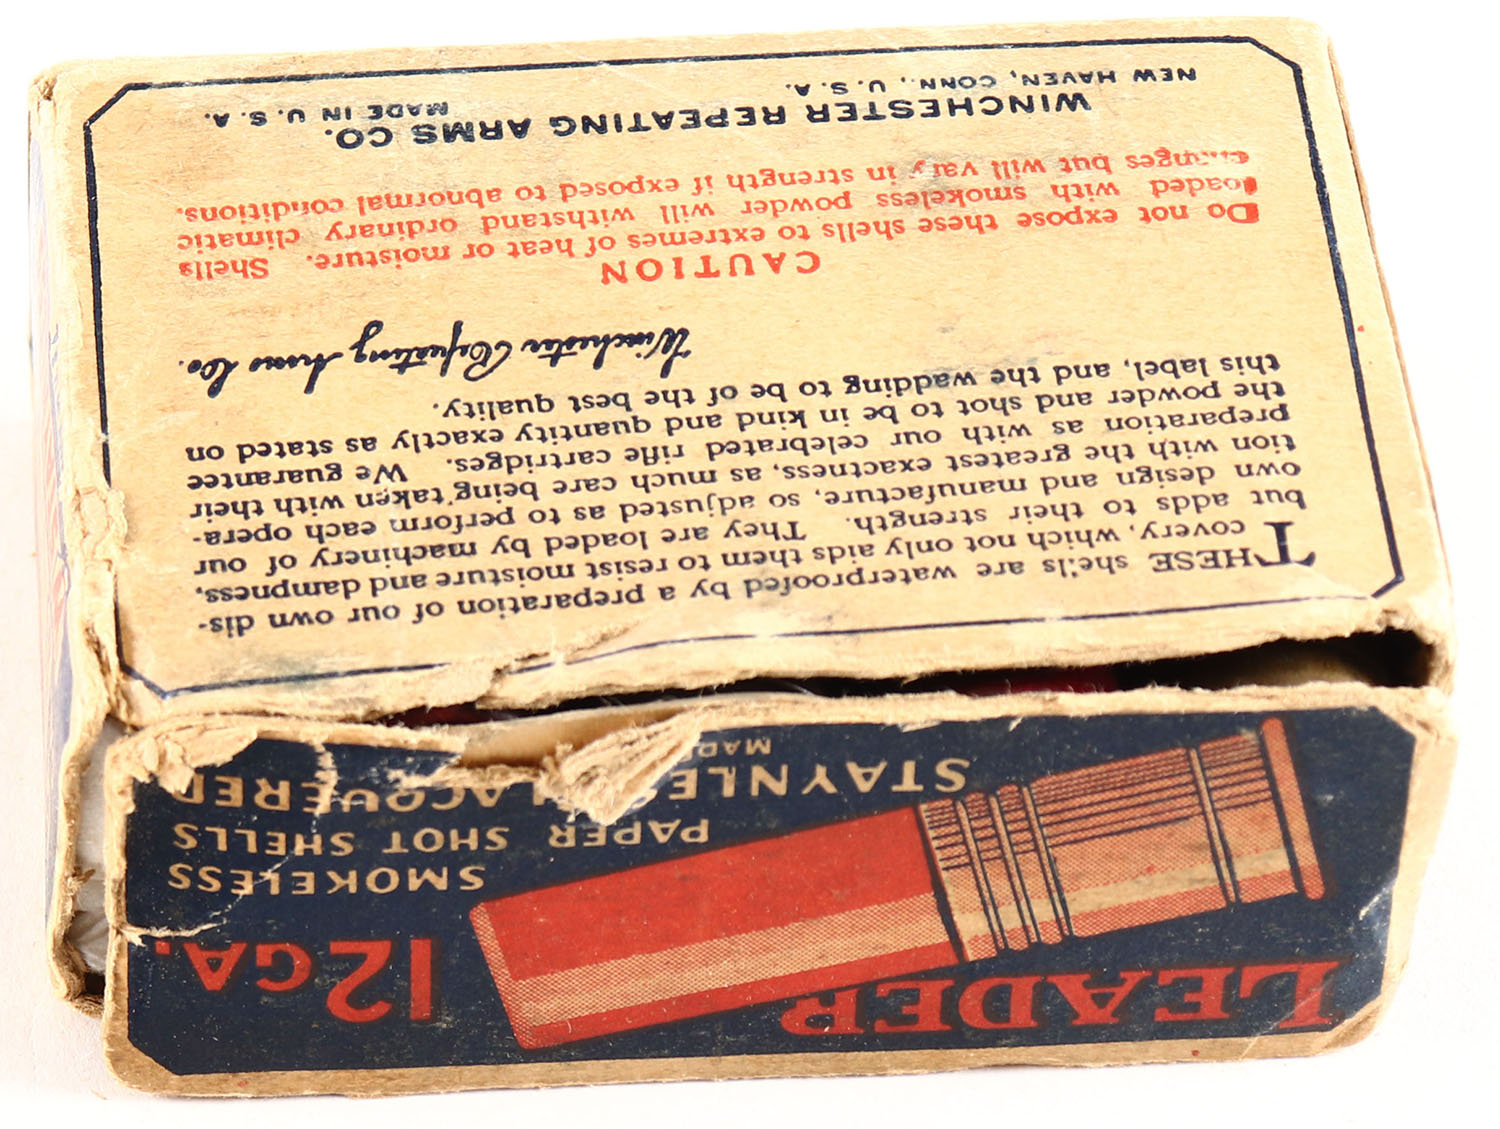 THESE shells are waterproofed by a preparation of our own dis-
covery, which not only aids them to resist moisture and dampness,
but adds to their strength. They are loaded by machinery of our
own design and manufacture, so adjusted as to perform each opera-
tion with the greatest exactness, as much care being taken with their
preparation as with our celebrated rifle cartridges. We guarantee
the powder and shot to be in kind and quantity exactly as stated on
this label, and the wadding to be of the best quality.
Winchester Repeating Arms Co.
CAUTION
Do not expose these shells to extremes of heat or moisture. Shells
loaded with smokeless powder will withstand ordinary climatic
changes but will vary in strength if exposed to abnormal conditions.
WINCHESTER REPEATING ARMS CO.
NEW HAVEN, CONN., U.S.A. MADE IN U.S.A.
LEADER
12 GA.
SMOKELESS
PAPER SHOT SHELLS
LACQUERED